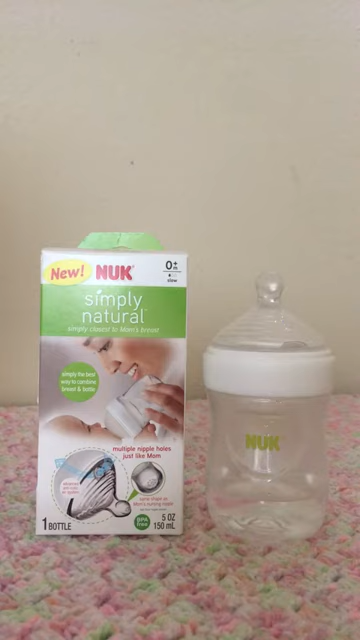 New! NUK
0+
m
slow
simply
natural™
simply closest to Mom's breast
simply the best
way to combine
breast & bottle
multiple nipple holes
just like Mom
1 BOTTLE
BPA
free
5 OZ
150 mL
NUK